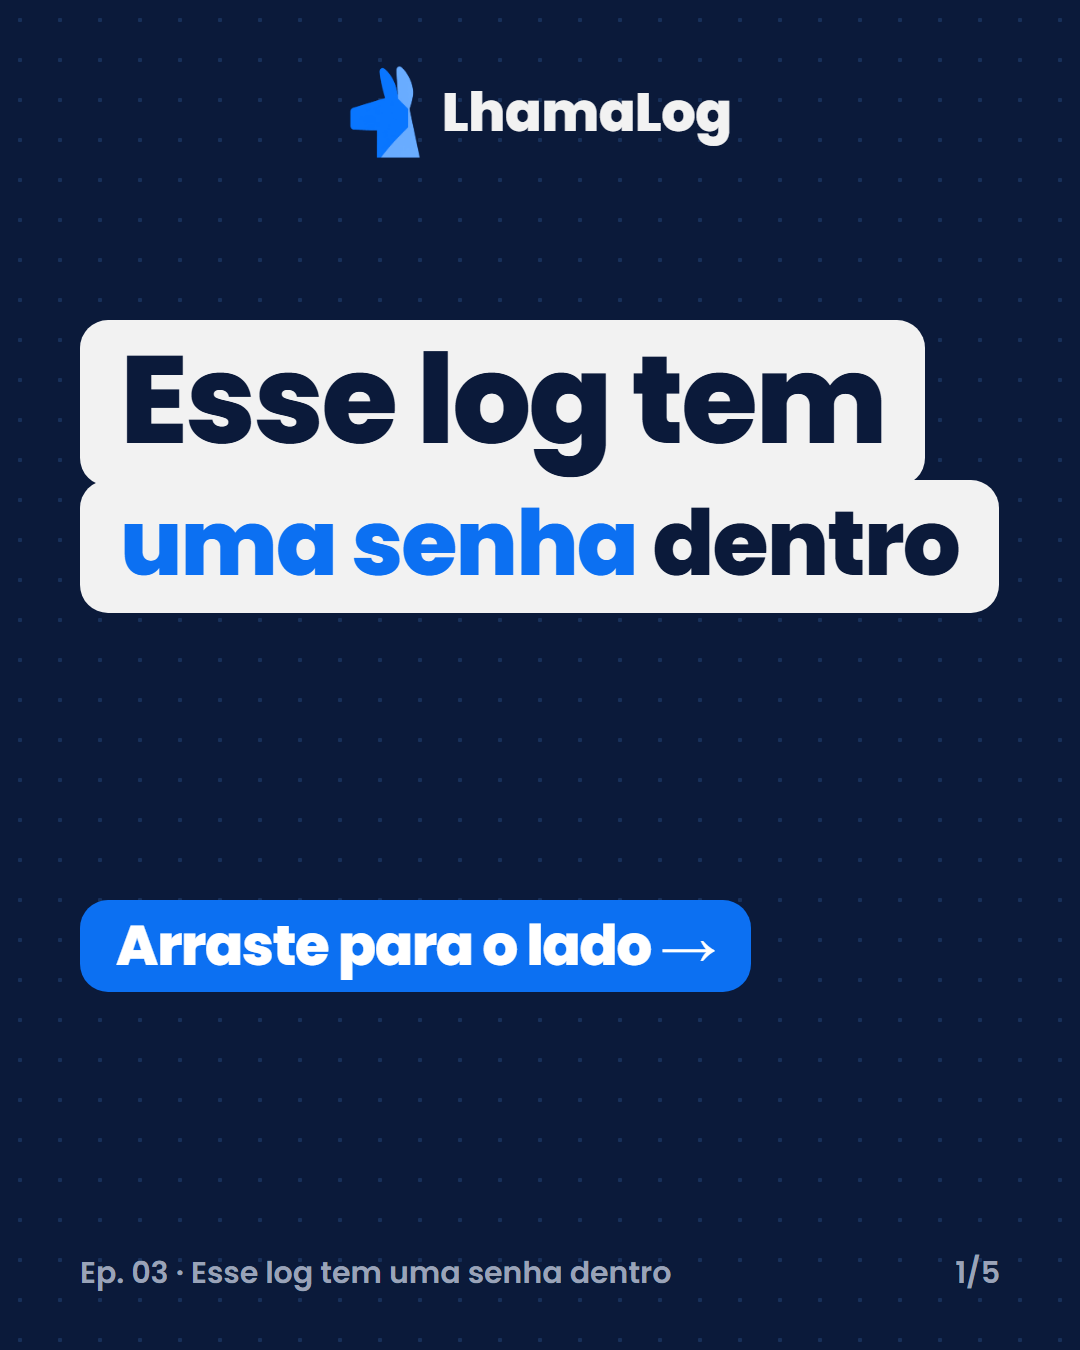 LhamaLog
Esse log tem
uma senha dentro
Arraste para o lado →
Ep. 03 · Esse log tem uma senha dentro
1/5